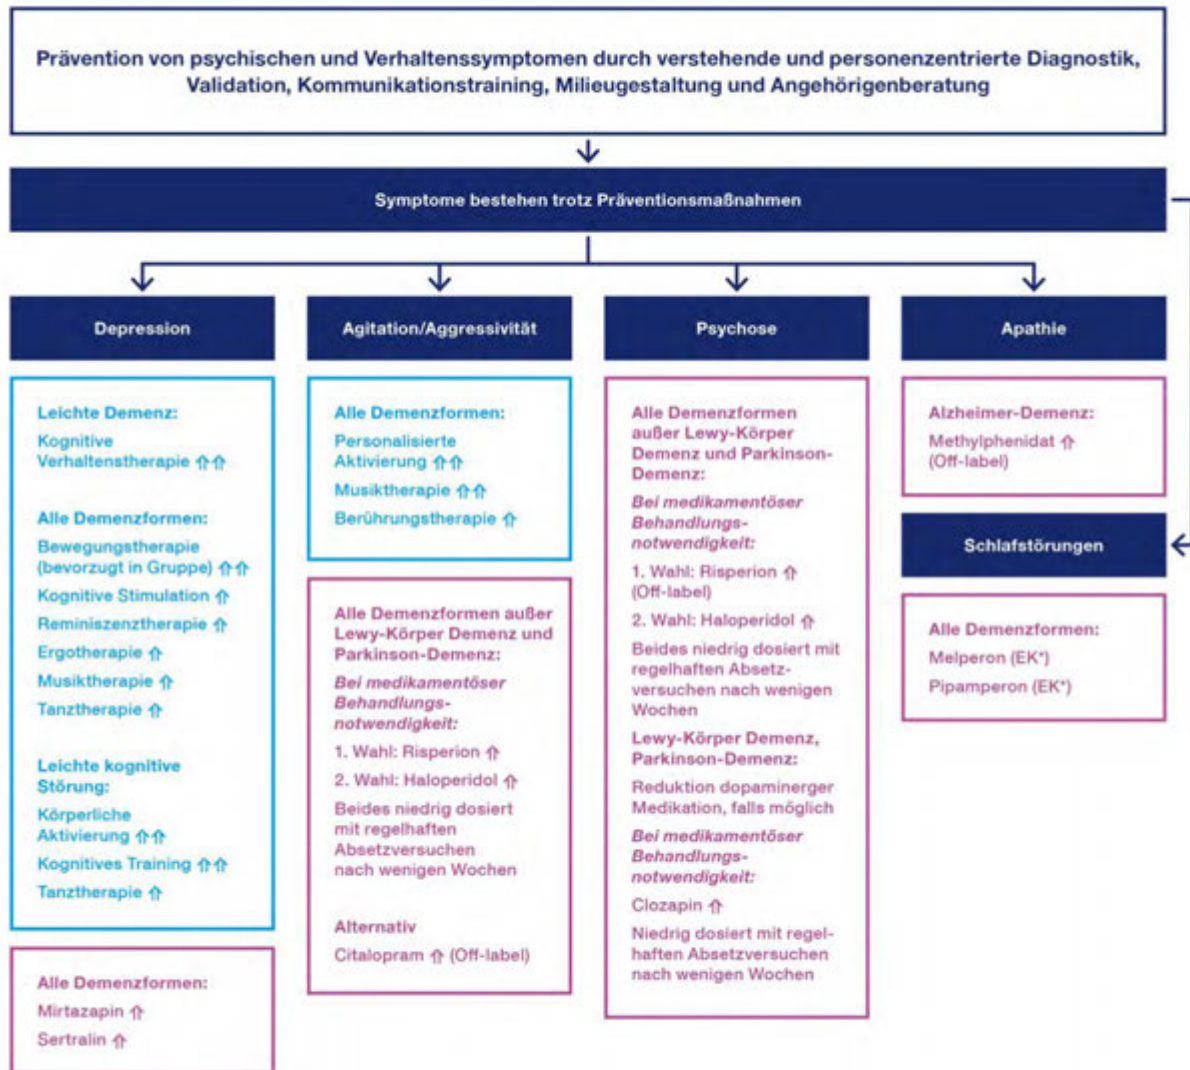 Prävention von psychischen und Verhaltenssymptomen durch verstehende und personenzentrierte Diagnostik,
Validation, Kommunikationstraining, Milieugestaltung und Angehörigenberatung
Symptome bestehen trotz Präventionsmaßnahmen
Depression
Leichte Demenz:
Kognitive
Verhaltenstherapie ⇧⇧
Alle Demenzformen:
Bewegungstherapie
(bevorzugt in Gruppe) ⇧⇧
Kognitive Stimulation ⇧
Reminiszenztherapie ⇧
Ergotherapie ⇧
Musiktherapie ⇧
Tanztherapie ⇧
Leichte kognitive
Störung:
Körperliche
Aktivierung ⇧⇧
Kognitives Training ⇧⇧
Tanztherapie ⇧
Alle Demenzformen:
Mirtazapin ⇧
Sertralin ⇧
Agitation/Aggressivität
Alle Demenzformen:
Personalisierte
Aktivierung ⇧⇧
Musiktherapie ⇧⇧
Berührungstherapie ⇧
Alle Demenzformen außer
Lewy-Körper Demenz und
Parkinson-Demenz:
Bei medikamentöser
Behandlungs-
notwendigkeit:
1. Wahl: Risperion ⇧
2. Wahl: Haloperidol ⇧
Beides niedrig dosiert
mit regelhaften
Absetzversuchen
nach wenigen Wochen
Alternativ
Citalopram ⇧ (Off-label)
Psychose
Alle Demenzformen
außer Lewy-Körper
Demenz und Parkinson-
Demenz:
Bei medikamentöser
Behandlungs-
notwendigkeit:
1. Wahl: Risperion ⇧
(Off-label)
2. Wahl: Haloperidol ⇧
Beides niedrig dosiert mit
regelhaften Absetz-
versuchen nach wenigen
Wochen
Lewy-Körper Demenz,
Parkinson-Demenz:
Reduktion dopaminerger
Medikation, falls möglich
Bei medikamentöser
Behandlungs-
notwendigkeit:
Clozapin ⇧
Niedrig dosiert mit regel-
haften Absetzversuchen
nach wenigen Wochen
Apathie
Alzheimer-Demenz:
Methylphenidat ⇧
(Off-label)
Schlafstörungen
Alle Demenzformen:
Melperon (EK*)
Pipamperon (EK*)